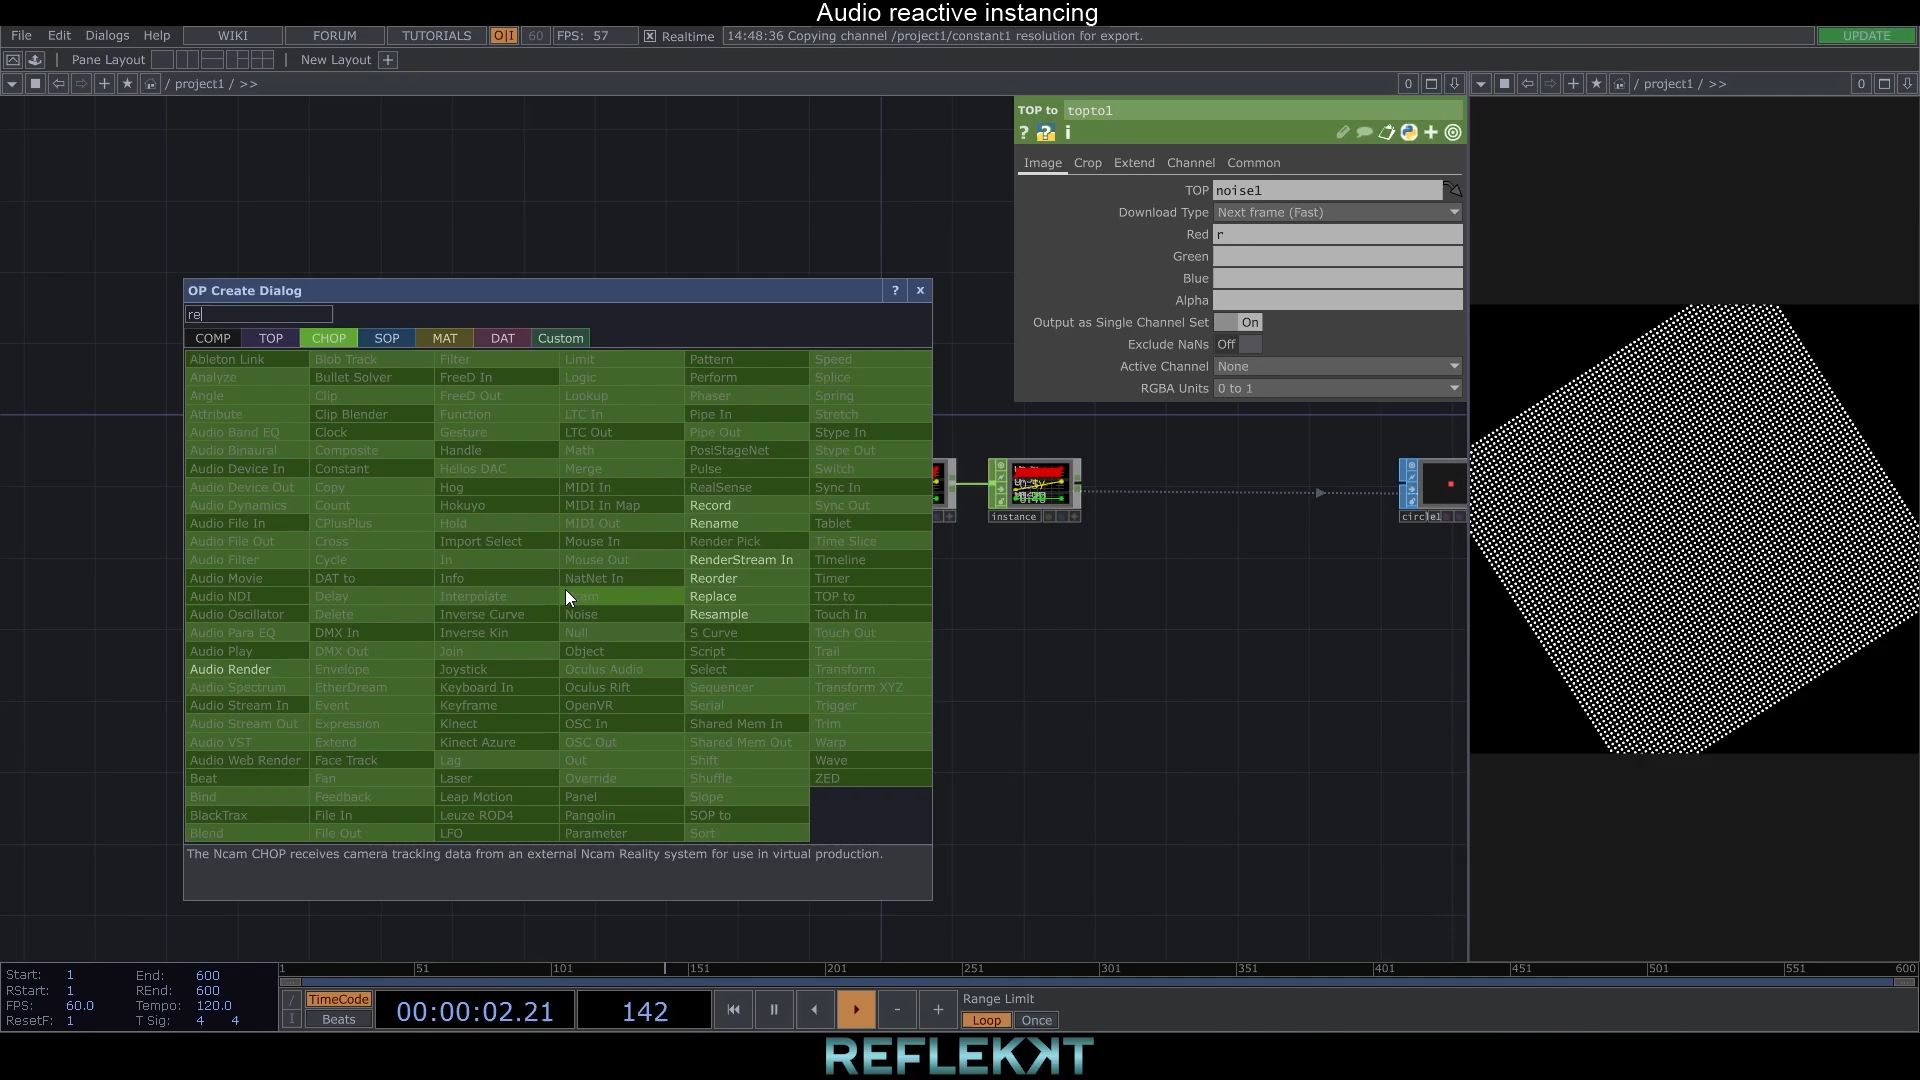 Audio reactive instancing
File Edit Dialogs Help WIKI FORUM TUTORIALS O|I 60 FPS: 57 Realtime 14:48:36 Copying channel /project1/constant1 resolution for export. UPDATE
Pane Layout New Layout
/ project1 / >> 0 / project1 / >> 0
TOP to topto1
? ? i
Image Crop Extend Channel Common
TOP noise1
Download Type Next frame (Fast)
Red r
Green
Blue
Alpha
Output as Single Channel Set On
Exclude NaNs Off
Active Channel None
RGBA Units 0 to 1
OP Create Dialog ? x
re
COMP TOP CHOP SOP MAT DAT Custom
Ableton Link Blob Track Filter Limit Pattern Speed
Analyze Bullet Solver FreeD In Logic Perform Splice
Angle Clip FreeD Out Lookup Phaser Spring
Attribute Clip Blender Function LTC In Pipe In Stretch
Audio Band EQ Clock Gesture LTC Out Pipe Out Stype In
Audio Binaural Composite Handle Math PosiStageNet Stype Out
Audio Device In Constant Helios DAC Merge Pulse Switch
Audio Device Out Copy Hog MIDI In RealSense Sync In
Audio Dynamics Count Hokuyo MIDI In Map Record Sync Out
Audio File In CPlusPlus Hold MIDI Out Rename Tablet
Audio File Out Cross Import Select Mouse In Render Pick Time Slice
Audio Filter Cycle In Mouse Out RenderStream In Timeline
Audio Movie DAT to Info NatNet In Reorder Timer
Audio NDI Delay Interpolate Replace TOP to
Audio Oscillator Delete Inverse Curve Noise Resample Touch In
Audio Para EQ DMX In Inverse Kin Null S Curve Touch Out
Audio Play DMX Out Join Object Script Trail
Audio Render Envelope Joystick Oculus Audio Select Transform
Audio Spectrum EtherDream Keyboard In Oculus Rift Sequencer Transform XYZ
Audio Stream In Event Keyframe OpenVR Serial Trigger
Audio Stream Out Expression Kinect OSC In Shared Mem In Trim
Audio VST Extend Kinect Azure OSC Out Shared Mem Out Warp
Audio Web Render Face Track Lag Out Shift Wave
Beat Fan Laser Override Shuffle ZED
Bind Feedback Leap Motion Panel Slope
BlackTrax File In Leuze ROD4 Pangolin SOP to
Blend File Out LFO Parameter Sort
The Ncam CHOP receives camera tracking data from an external Ncam Reality system for use in virtual production.
instance
circle1
1 51 101 151 201 251 301 351 401 451 501 551 600
Start: 1 End: 600
RStart: 1 REnd: 600
FPS: 60.0 Tempo: 120.0
ResetF: 1 T Sig: 4 4
TimeCode
Beats
00:00:02.21 142
Range Limit
Loop Once
REFLEKKT